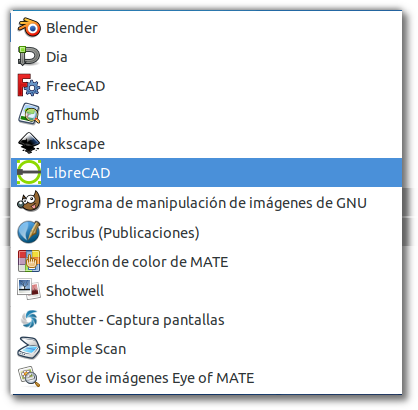 Blender
Dia
FreeCAD
gThumb
Inkscape
LibreCAD
Programa de manipulación de imágenes de GNU
Scribus (Publicaciones)
Selección de color de MATE
Shotwell
Shutter - Captura pantallas
Simple Scan
Visor de imágenes Eye of MATE